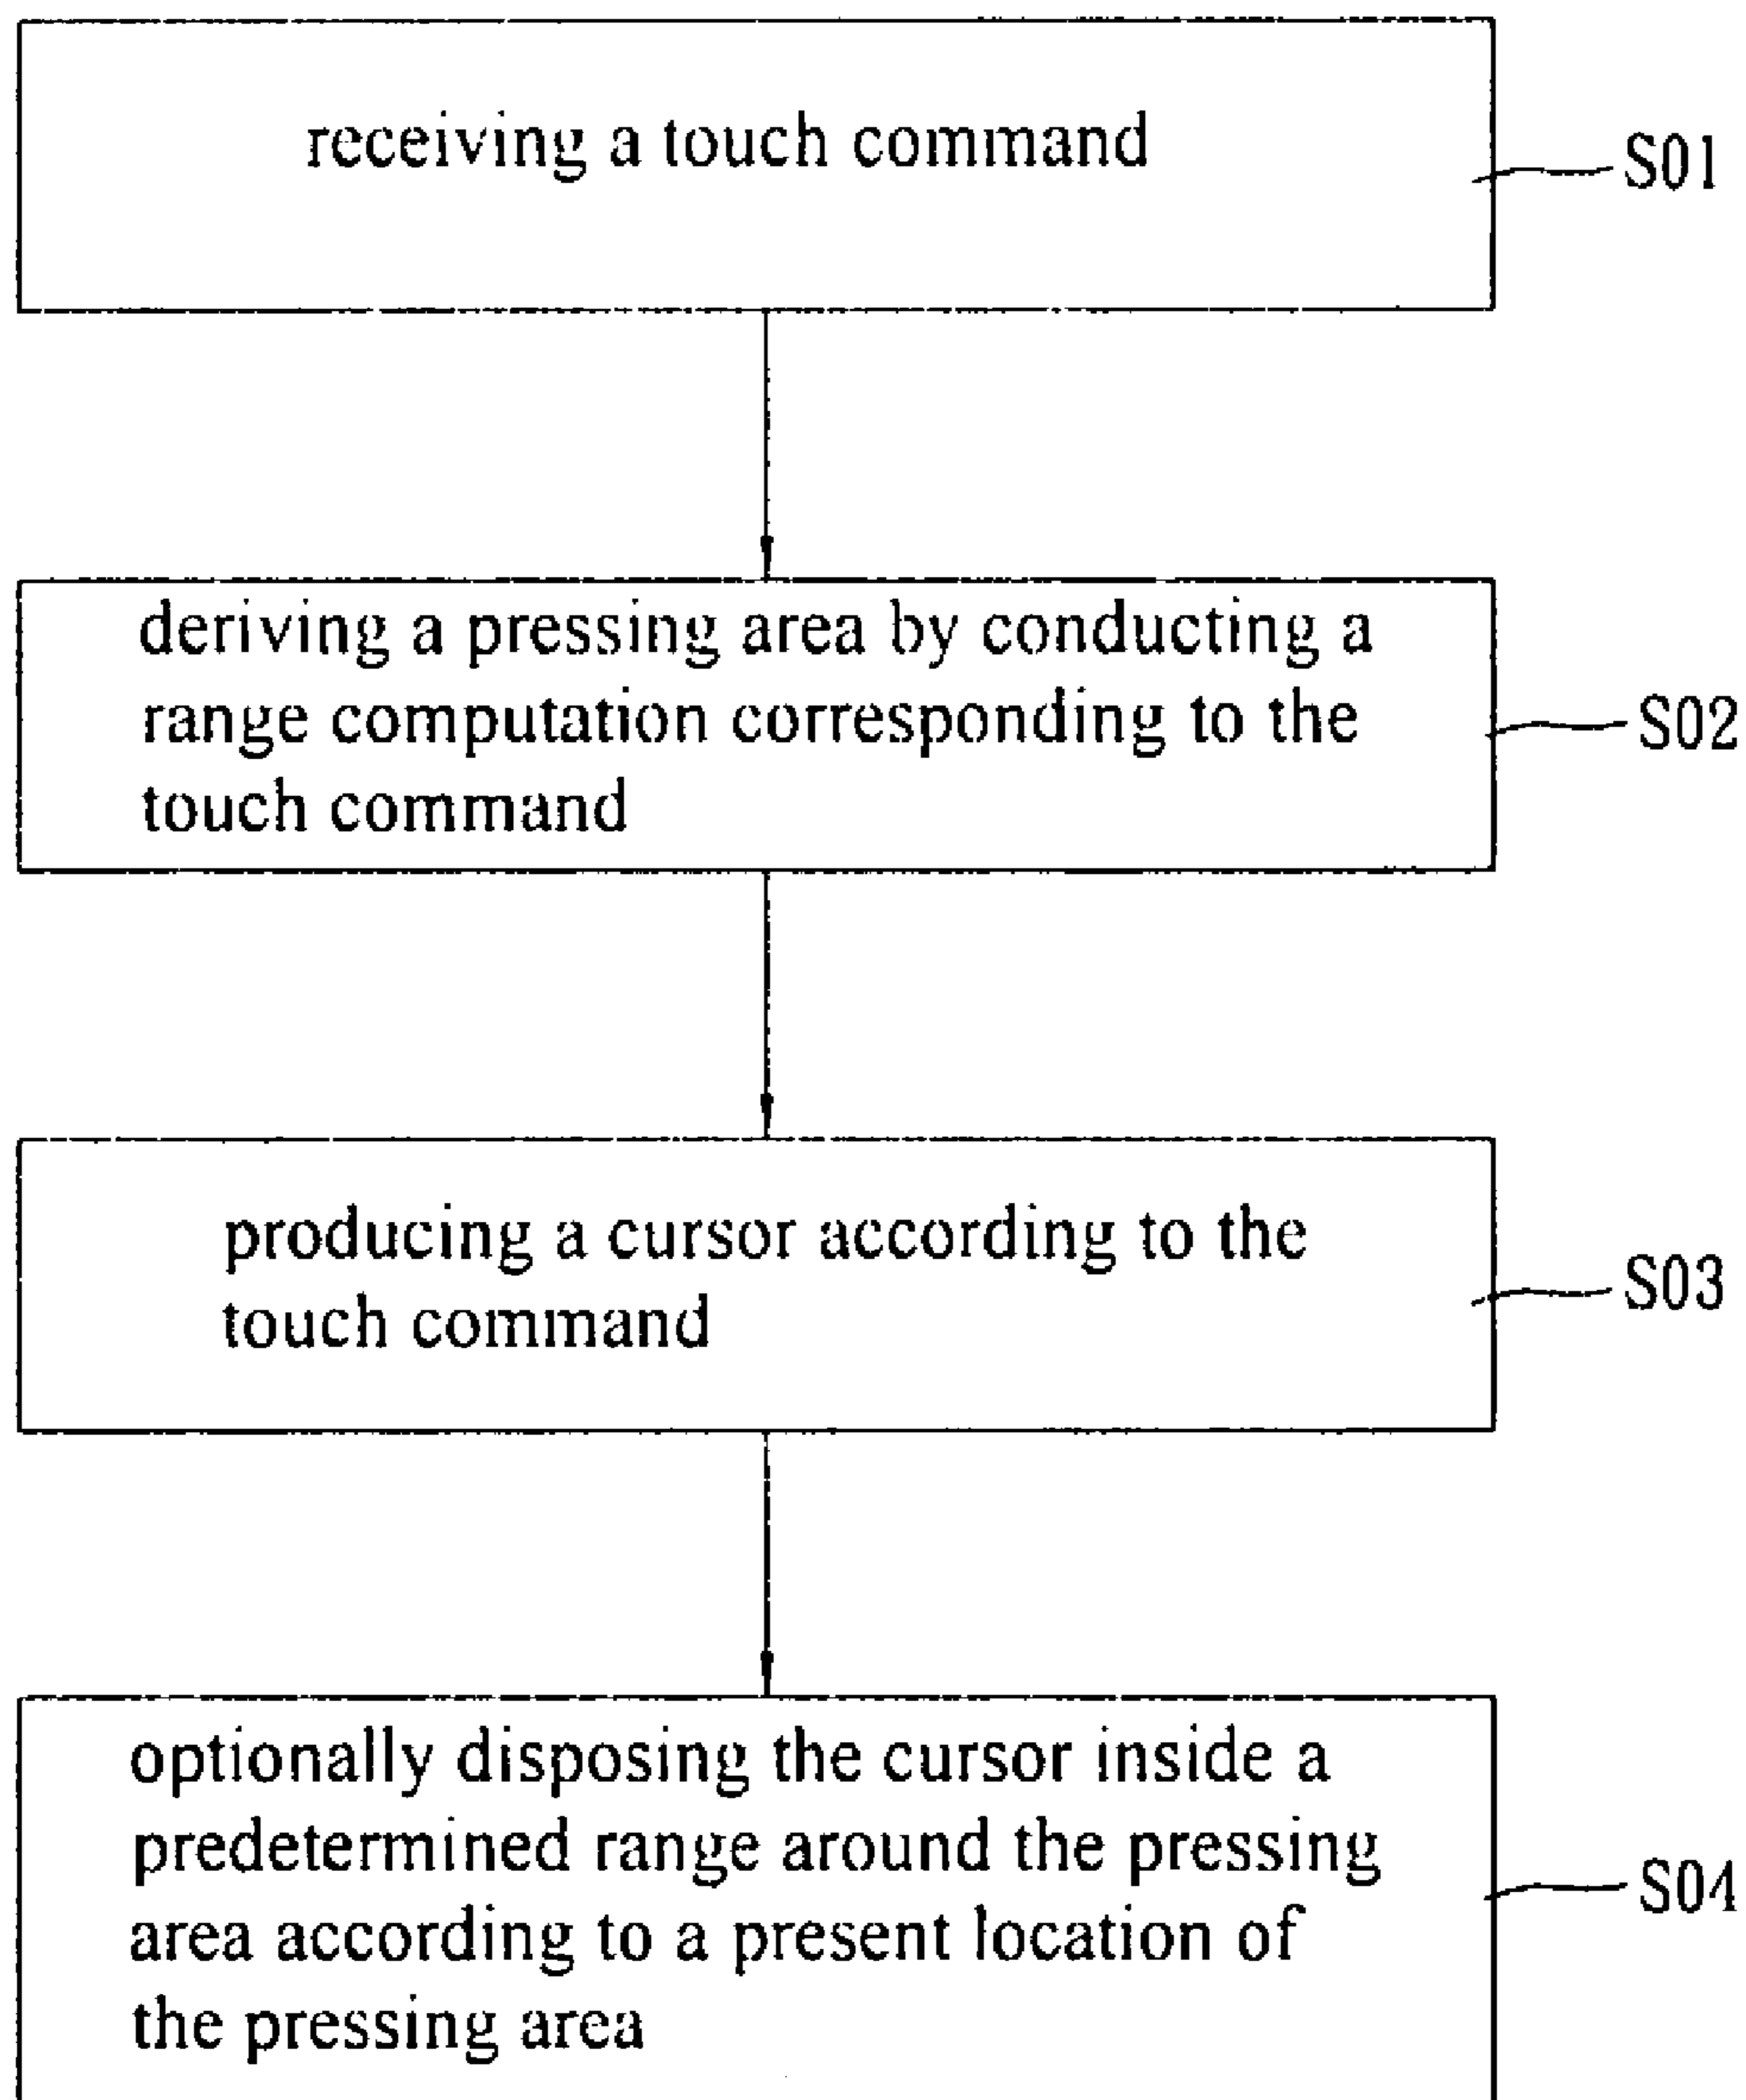 receiving a touch command
S01
deriving a pressing area by conducting a
range computation corresponding to the
touch command
S02
producing a cursor according to the
touch command
S03
optionally disposing the cursor inside a
predetermined range around the pressing
area according to a present location of
the pressing area
S04